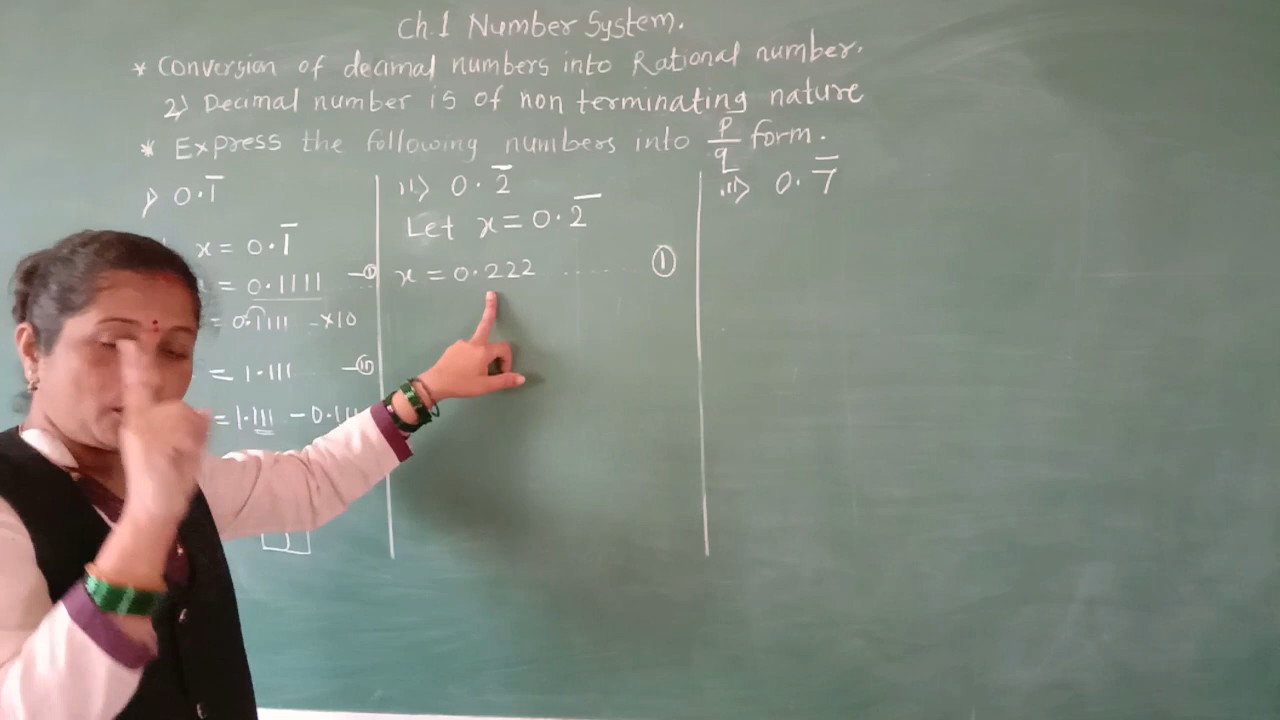 Ch.1 Number System.
* Conversion of decimal numbers into Rational number.
2) Decimal number is of non terminating nature
* Express the following numbers into p/q form.
i) 0.1̅
x = 0.1̅
= 0.1111 -①
= 0.1111 -×10
= 1.111 -②
= 1.111 - 0.111
ii) 0.2̅
Let x = 0.2̅
x = 0.222 ....... ①
iii) 0.7̅